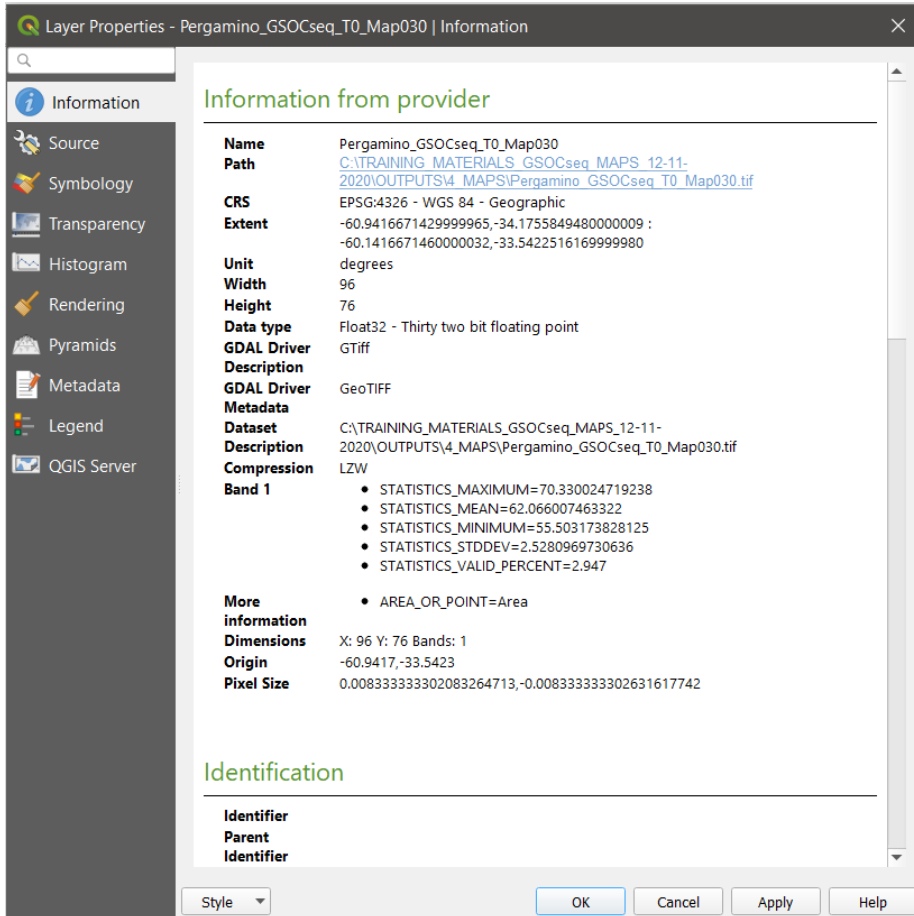 Layer Properties - Pergamino_GSOCseq_T0_Map030 | Information
Information
Source
Symbology
Transparency
Histogram
Rendering
Pyramids
Metadata
Legend
QGIS Server
Information from provider
Name Pergamino_GSOCseq_T0_Map030
Path C:\TRAINING_MATERIALS_GSOCseq_MAPS_12-11-
2020\OUTPUTS\4_MAPS\Pergamino_GSOCseq_T0_Map030.tif
CRS EPSG:4326 - WGS 84 - Geographic
Extent -60.9416671429999965,-34.1755849480000009 :
-60.1416671460000032,-33.5422516169999980
Unit degrees
Width 96
Height 76
Data type Float32 - Thirty two bit floating point
GDAL Driver GTiff
Description
GDAL Driver GeoTIFF
Metadata
Dataset C:\TRAINING_MATERIALS_GSOCseq_MAPS_12-11-
Description 2020\OUTPUTS\4_MAPS\Pergamino_GSOCseq_T0_Map030.tif
Compression LZW
Band 1 • STATISTICS_MAXIMUM=70.330024719238
• STATISTICS_MEAN=62.066007463322
• STATISTICS_MINIMUM=55.503173828125
• STATISTICS_STDDEV=2.5280969730636
• STATISTICS_VALID_PERCENT=2.947
More • AREA_OR_POINT=Area
information
Dimensions X: 96 Y: 76 Bands: 1
Origin -60.9417,-33.5423
Pixel Size 0.008333333302083264713,-0.008333333302631617742
Identification
Identifier
Parent
Identifier
Style OK Cancel Apply Help